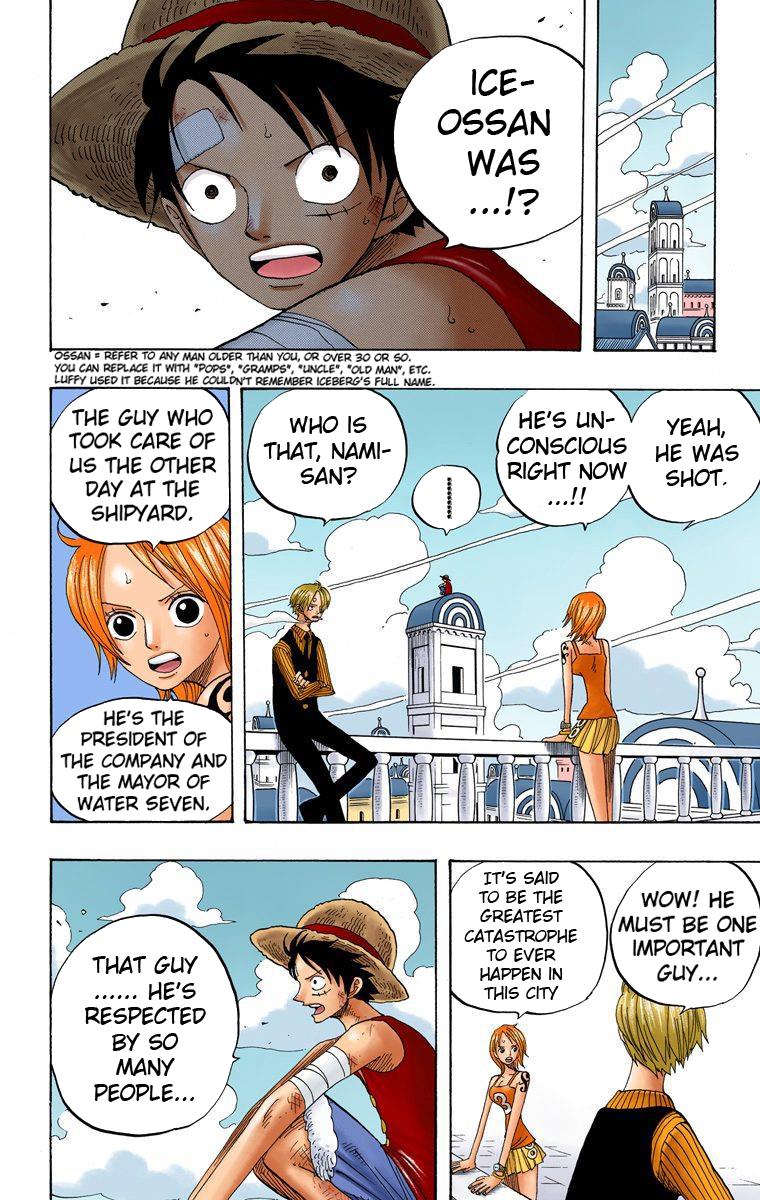 ICE-
OSSAN
WAS
...!?
OSSAN = REFER TO ANY MAN OLDER THAN YOU, OR OVER 30 OR SO.
YOU CAN REPLACE IT WITH "POPS", "GRAMPS", "UNCLE", "OLD MAN", ETC.
LUFFY USED IT BECAUSE HE COULDN'T REMEMBER ICEBERG'S FULL NAME.
YEAH,
HE WAS
SHOT.
HE'S UN-
CONSCIOUS
RIGHT NOW
...!!
WHO IS
THAT, NAMI-
SAN?
THE GUY WHO
TOOK CARE OF
US THE OTHER
DAY AT THE
SHIPYARD.
HE'S THE
PRESIDENT OF
THE COMPANY AND
THE MAYOR OF
WATER SEVEN.
WOW! HE
MUST BE ONE
IMPORTANT
GUY...
IT'S SAID
TO BE THE
GREATEST
CATASTROPHE
TO EVER
HAPPEN IN
THIS CITY
THAT GUY
...... HE'S
RESPECTED
BY SO
MANY
PEOPLE...